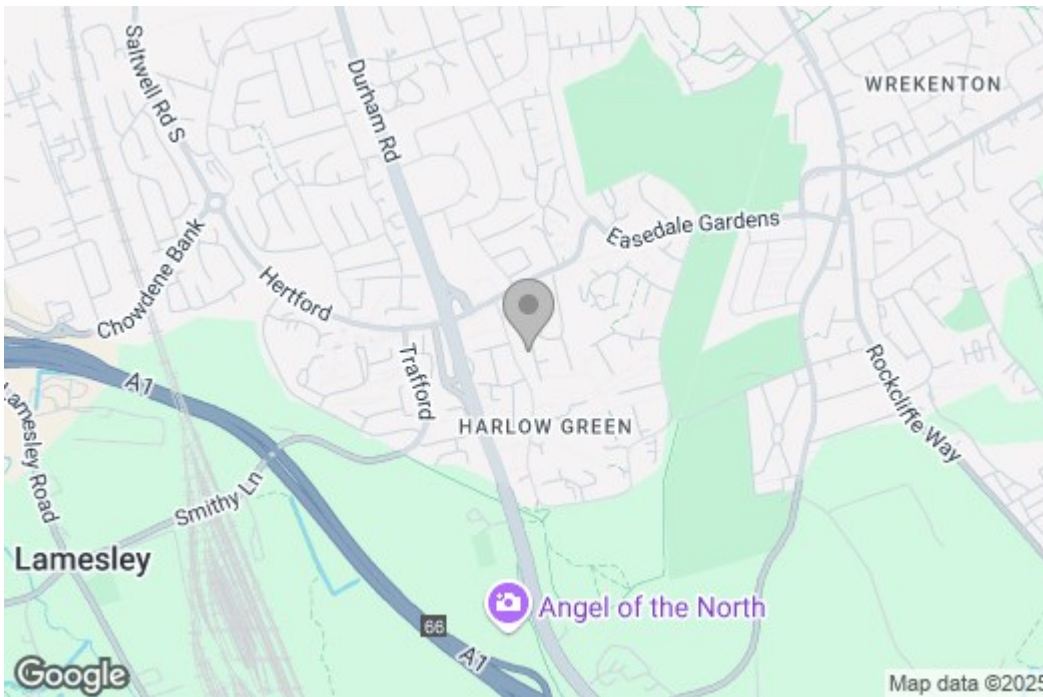 Saltwell Rd S
Durham Rd
WREKENTON
Easedale Gardens
Chowdene Bank
Hertford
Trafford
A1
Lamesley Road
HARLOW GREEN
Rockcliffe Way
Smithy Ln
Lamesley
Angel of the North
66
A1
Google
Map data ©2025